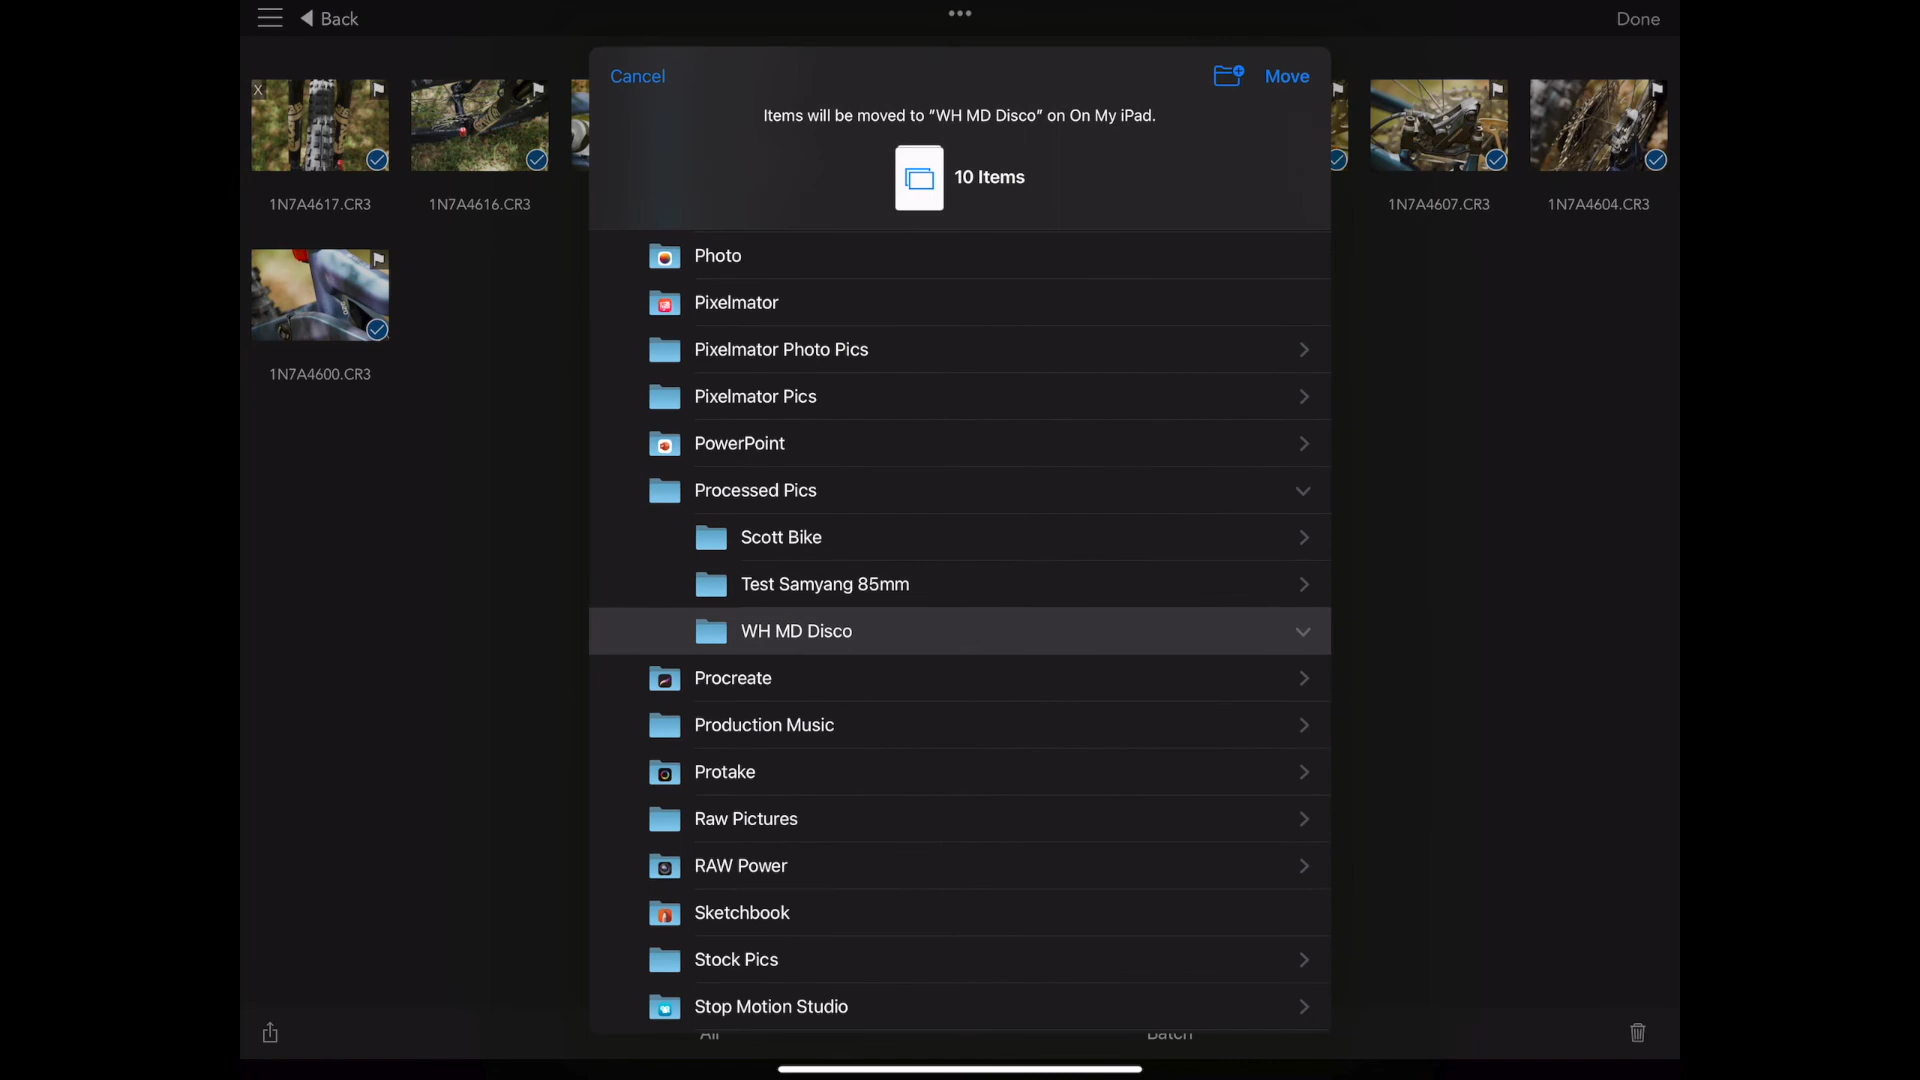 Back
Done
Cancel
Move
Items will be moved to “WH MD Disco” on On My iPad.
10 Items
X
1N7A4617.CR3
1N7A4616.CR3
1N7A4607.CR3
1N7A4604.CR3
1N7A4600.CR3
Photo
Pixelmator
Pixelmator Photo Pics
Pixelmator Pics
PowerPoint
Processed Pics
Scott Bike
Test Samyang 85mm
WH MD Disco
Procreate
Production Music
Protake
Raw Pictures
RAW Power
Sketchbook
Stock Pics
Stop Motion Studio
All
Batch